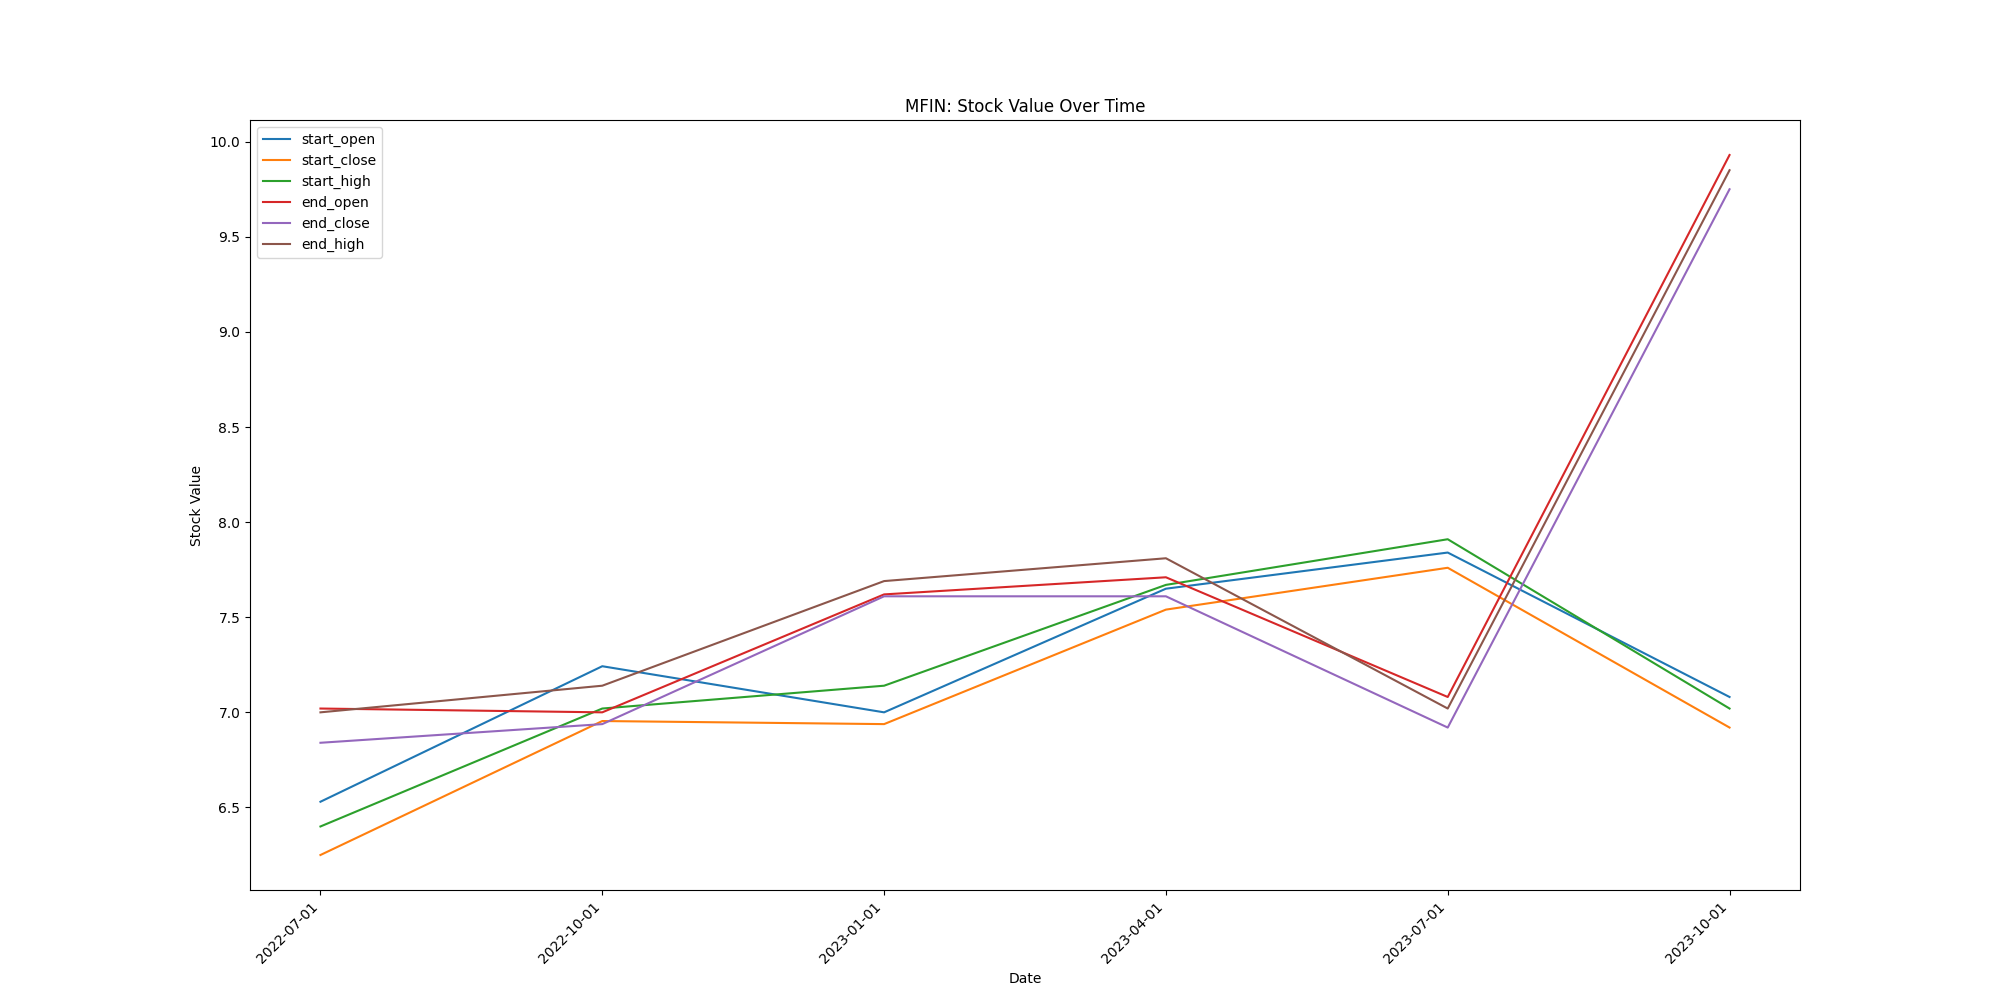 MFIN: Stock Value Over Time
start_open
start_close
start_high
end_open
end_close
end_high
10.0
9.5
9.0
8.5
8.0
7.5
7.0
6.5
Stock Value
2022-07-01
2022-10-01
2023-01-01
2023-04-01
2023-07-01
2023-10-01
Date